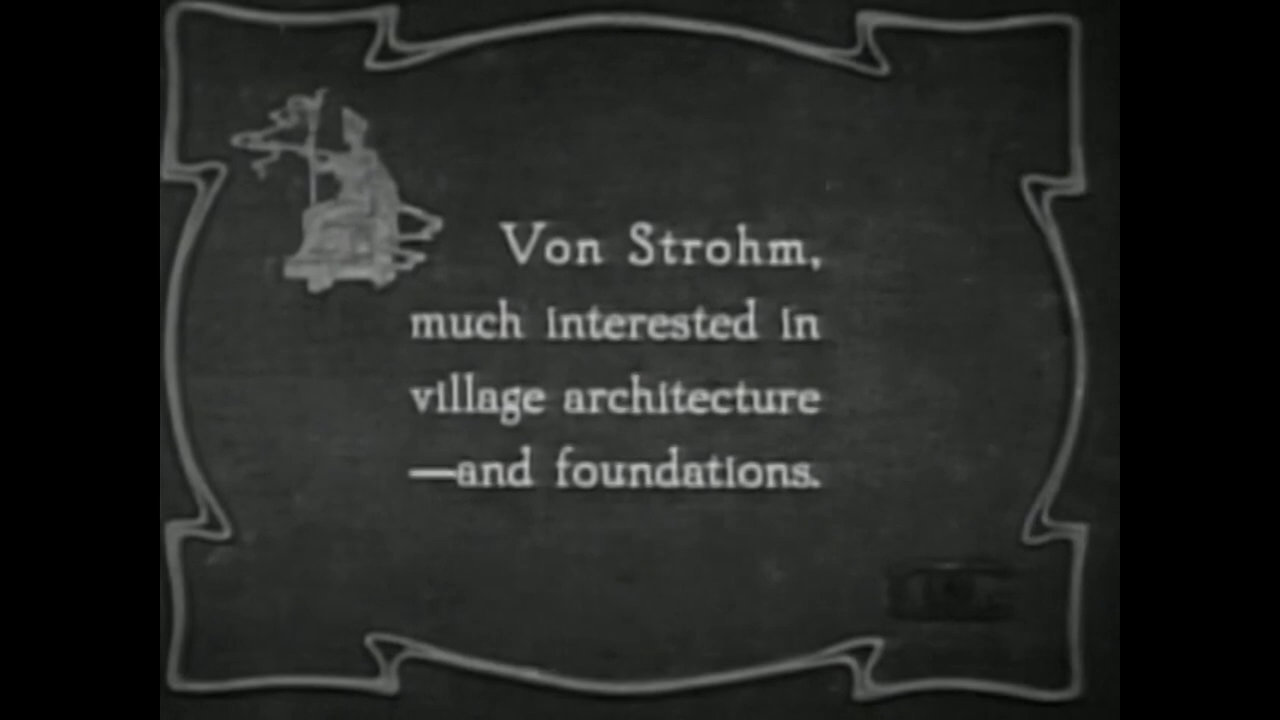 Von Strohm,
much interested in
village architecture
—and foundations.